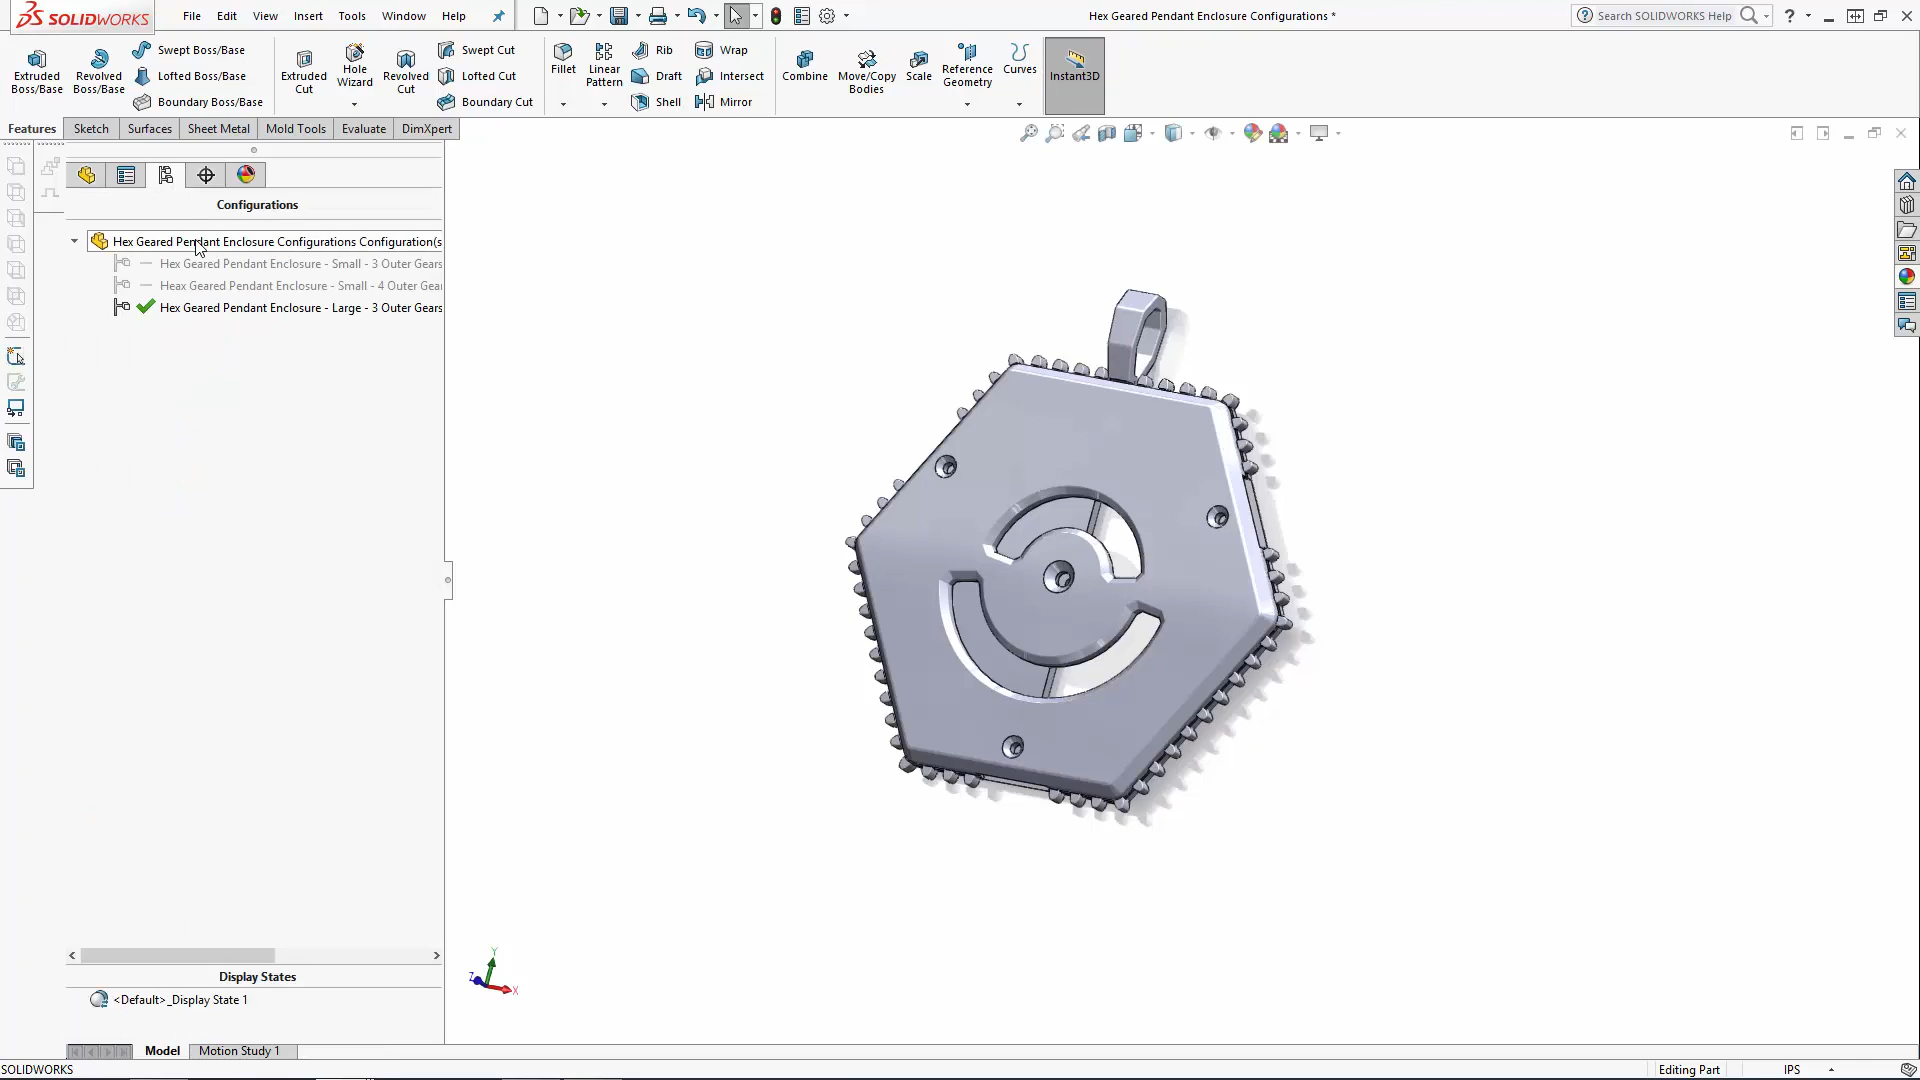 SOLIDWORKS
File Edit View Insert Tools Window Help
Hex Geared Pendant Enclosure Configurations *
Search SOLIDWORKS Help
Extruded Boss/Base
Revolved Boss/Base
Swept Boss/Base
Lofted Boss/Base
Boundary Boss/Base
Extruded Cut
Hole Wizard
Revolved Cut
Swept Cut
Lofted Cut
Boundary Cut
Fillet
Linear Pattern
Rib
Draft
Shell
Wrap
Intersect
Mirror
Combine
Move/Copy Bodies
Scale
Reference Geometry
Curves
Instant3D
Features Sketch Surfaces Sheet Metal Mold Tools Evaluate DimXpert
Configurations
Hex Geared Pendant Enclosure Configurations Configuration(s
Hex Geared Pendant Enclosure - Small - 3 Outer Gears
Heax Geared Pendant Enclosure - Small - 4 Outer Gea
Hex Geared Pendant Enclosure - Large - 3 Outer Gears
Display States
<Default>_Display State 1
Y
Z
X
Model Motion Study 1
SOLIDWORKS
Editing Part
IPS